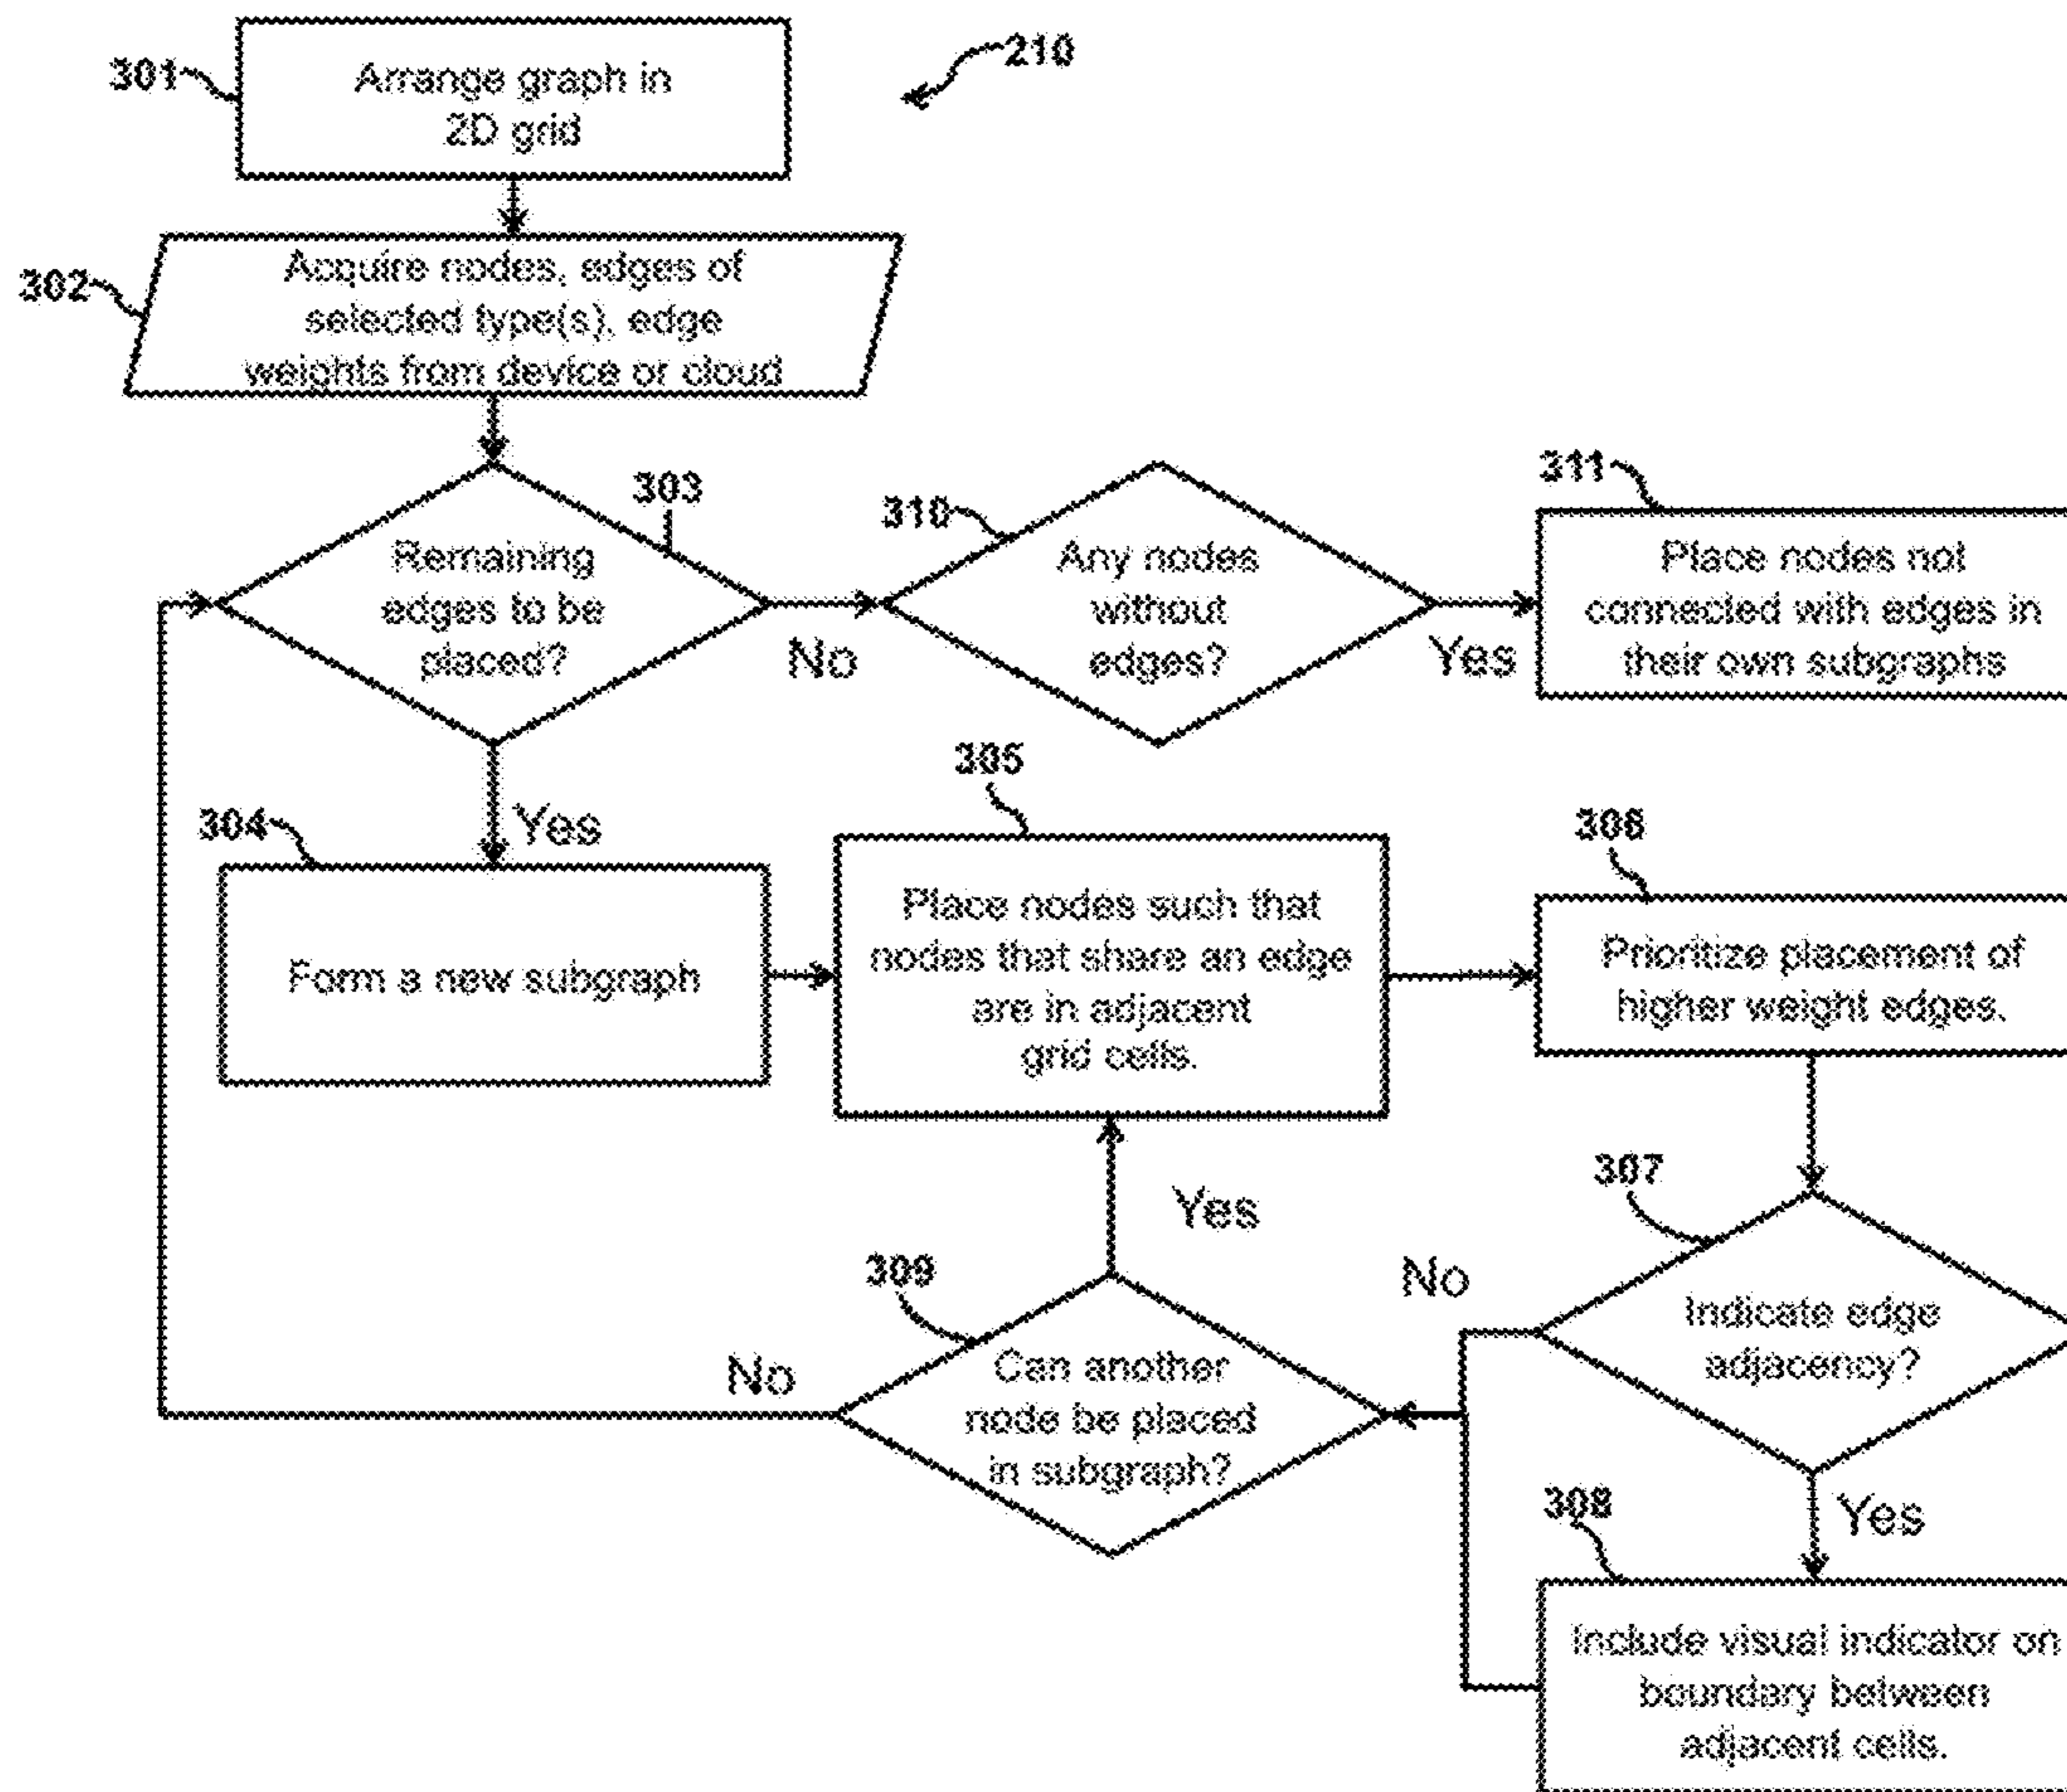 210
301
Arrange graph in
2D grid
302
Acquire nodes, edges of
selected type(s), edge
weights from device or cloud
303
Remaining
edges to be
placed?
No
310
Any nodes
without
edges?
Yes
311
Place nodes not
connected with edges in
their own subgraphs
Yes
304
Form a new subgraph
305
Place nodes such that
nodes that share an edge
are in adjacent
grid cells.
306
Prioritize placement of
higher weight edges.
307
Indicate edge
adjacency?
No
Yes
308
Include visual indicator on
boundary between
adjacent cells.
309
Can another
node be placed
in subgraph?
Yes
No